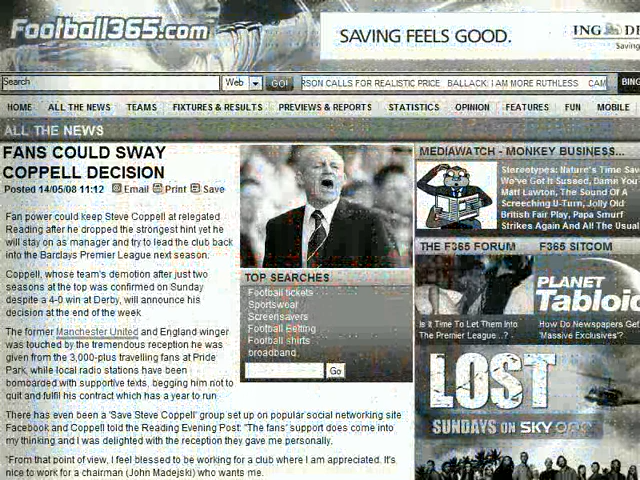 Football365.com
SAVING FEELS GOOD.
ING
Saving
Search
Web
GO!
RSON CALLS FOR REALISTIC PRICE BALLACK: I AM MORE RUTHLESS CAM
BING
HOME ALL THE NEWS TEAMS FIXTURES & RESULTS PREVIEWS & REPORTS STATISTICS OPINION FEATURES FUN MOBILE
ALL THE NEWS
FANS COULD SWAY
COPPELL DECISION
Posted 14/05/08 11:12 Email Print Save
Fan power could keep Steve Coppell at relegated
Reading after he dropped the strongest hint yet he
will stay on as manager and try to lead the club back
into the Barclays Premier League next season.
Coppell, whose team's demotion after just two
seasons at the top was confirmed on Sunday
despite a 4-0 win at Derby, will announce his
decision at the end of the week
The former Manchester United and England winger
was touched by the tremendous reception he was
given from the 3,000-plus travelling fans at Pride
Park, while local radio stations have been
bombarded with supportive texts, begging him not to
quit and fulfil his contract which has a year to run.
There has even been a 'Save Steve Coppell' group set up on popular social networking site
Facebook and Coppell told the Reading Evening Post: "The fans' support does come into
my thinking and I was delighted with the reception they gave me personally.
"From that point of view, I feel blessed to be working for a club where I am appreciated. It's
nice to work for a chairman (John Madejski) who wants me.
TOP SEARCHES
Football tickets
Sportswear
Screensavers
Football Betting
Football shirts
broadband
Go
MEDIAWATCH - MONKEY BUSINESS...
Stereotypes: Nature's Time Sav
We've Got It Sussed, Damn You
Matt Lawton, The Sound Of A
Screeching U-Turn, Jolly Old
British Fair Play, Papa Smurf
Strikes Again And All The Usual
THE F365 FORUM F365 SITCOM
PLANET
Tabloi
Is It Time To Let Them Into
The Premier League...?
How Do Newspapers Ge
'Massive Exclusives'?
LOST
SUNDAYS ON SKY